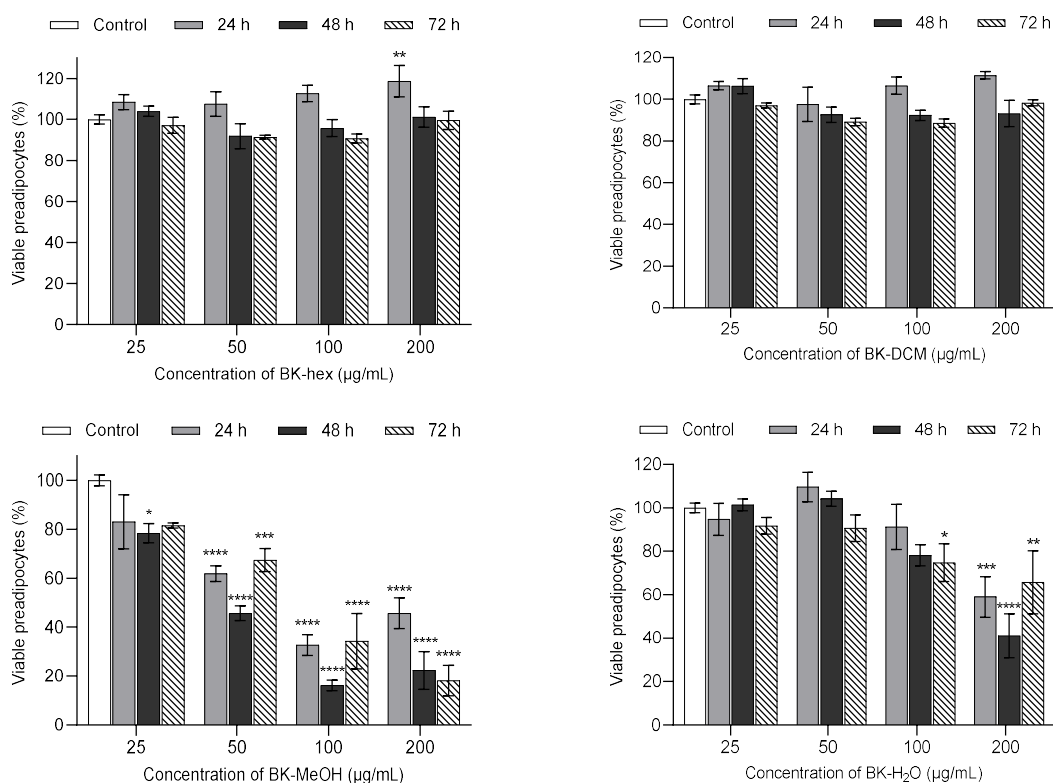 Control 24 h 48 h 72 h
**
Viable preadipocytes (%)
120
100
80
60
40
20
0
25 50 100 200
Concentration of BK-hex (µg/mL)
Control 24 h 48 h 72 h
Viable preadipocytes (%)
120
100
80
60
40
20
0
25 50 100 200
Concentration of BK-DCM (µg/mL)
Control 24 h 48 h 72 h
Viable preadipocytes (%)
100
80
60
40
20
0
* **** **** *** **** **** **** **** **** ****
25 50 100 200
Concentration of BK-MeOH (µg/mL)
Control 24 h 48 h 72 h
Viable preadipocytes (%)
120
100
80
60
40
20
0
* *** **** **
25 50 100 200
Concentration of BK-H₂O (µg/mL)